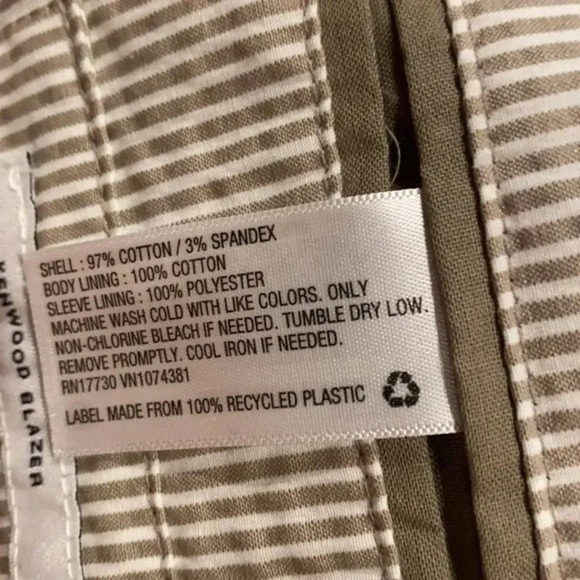 SHELL : 97% COTTON / 3% SPANDEX
BODY LINING : 100% COTTON
SLEEVE LINING : 100% POLYESTER
MACHINE WASH COLD WITH LIKE COLORS. ONLY
NON-CHLORINE BLEACH IF NEEDED. TUMBLE DRY LOW.
REMOVE PROMPTLY. COOL IRON IF NEEDED.
RN17730 VN1074381
LABEL MADE FROM 100% RECYCLED PLASTIC
KENWOOD BLAZER